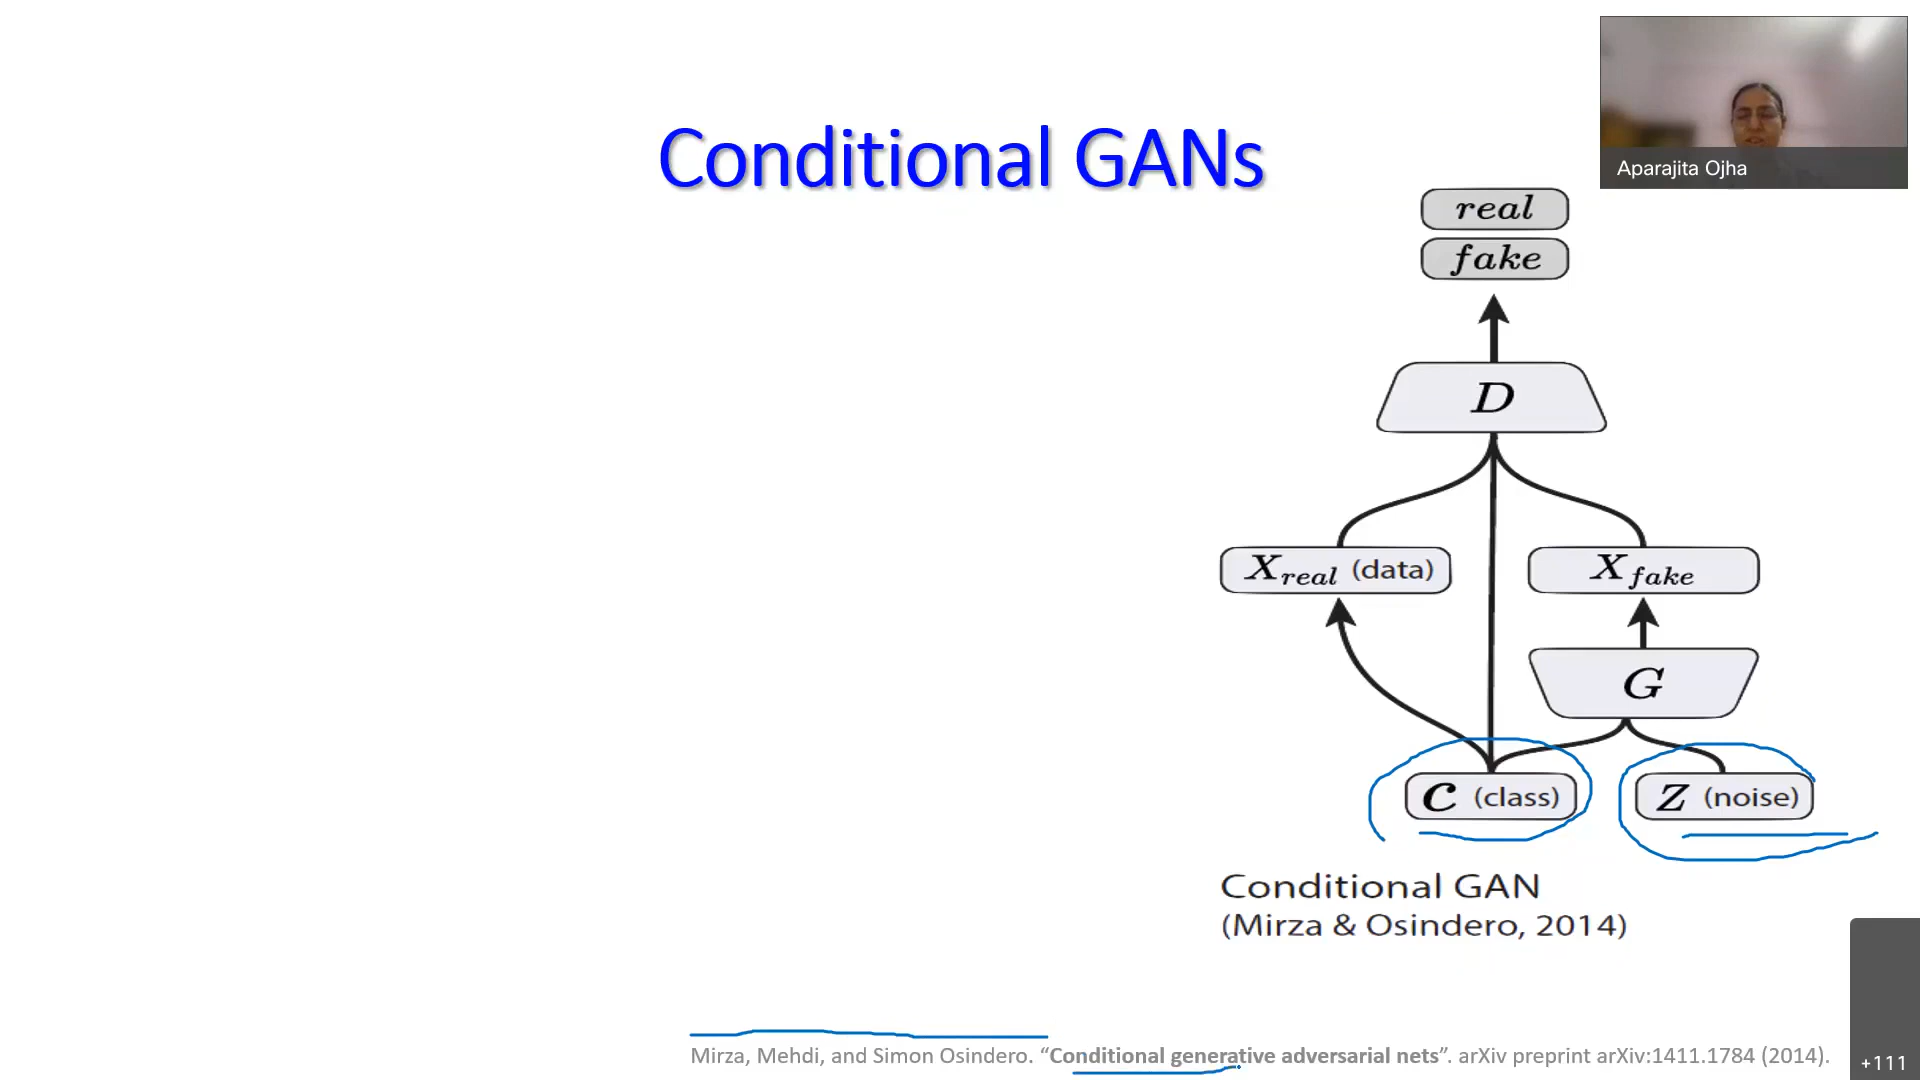 Conditional GANs
Aparajita Ojha
real
fake
D
X_real (data)
X_fake
G
C (class)
Z (noise)
Conditional GAN
(Mirza & Osindero, 2014)
Mirza, Mehdi, and Simon Osindero. “Conditional generative adversarial nets”. arXiv preprint arXiv:1411.1784 (2014).
+111